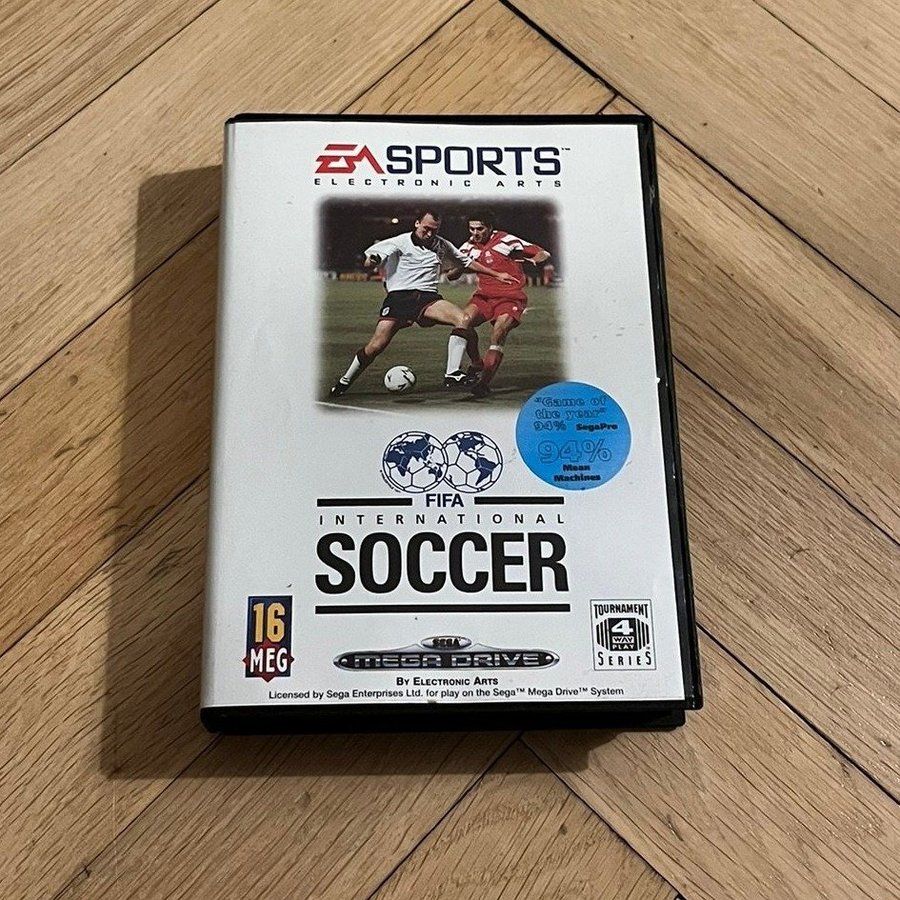 EA SPORTS™
ELECTRONIC ARTS
"Game of
the year"
94% SegaPro
94%
Mean
Machines
FIFA
INTERNATIONAL
SOCCER
16
MEG
SEGA
MEGA DRIVE
BY ELECTRONIC ARTS
TOURNAMENT
4
WAY
PLAY
SERIES
Licensed by Sega Enterprises Ltd. for play on the Sega™ Mega Drive™ System